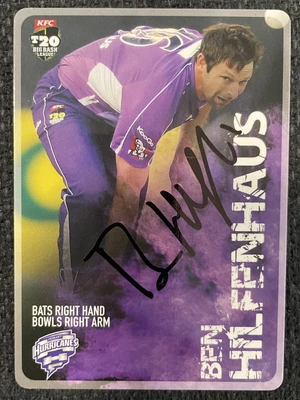 KFC
T20
BIG BASH
LEAGUE
BATS RIGHT HAND
BOWLS RIGHT ARM
HURRICANES
BEN
HILFENHAUS